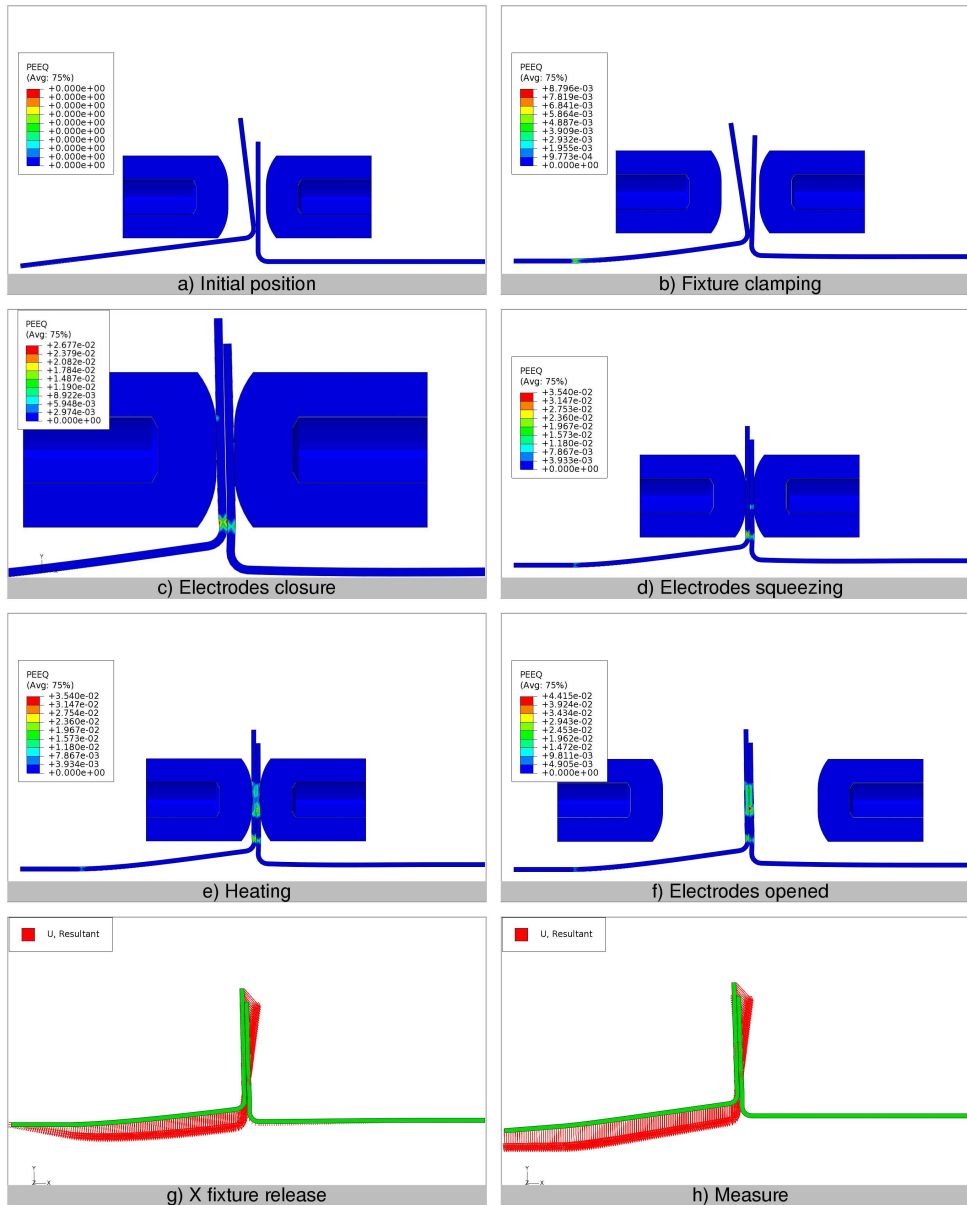 PEEQ
(Avg: 75%)
+0.000e+00
+0.000e+00
+0.000e+00
+0.000e+00
+0.000e+00
+0.000e+00
+0.000e+00
+0.000e+00
+0.000e+00
+0.000e+00
a) Initial position
PEEQ
(Avg: 75%)
+8.796e-03
+7.819e-03
+6.841e-03
+5.864e-03
+4.887e-03
+3.909e-03
+2.932e-03
+1.955e-03
+9.773e-04
+0.000e+00
b) Fixture clamping
PEEQ
(Avg: 75%)
+2.677e-02
+2.379e-02
+2.082e-02
+1.784e-02
+1.487e-02
+1.190e-02
+8.922e-03
+5.948e-03
+2.974e-03
+0.000e+00
Y
c) Electrodes closure
PEEQ
(Avg: 75%)
+3.540e-02
+3.147e-02
+2.753e-02
+2.360e-02
+1.967e-02
+1.573e-02
+1.180e-02
+7.867e-03
+3.933e-03
+0.000e+00
d) Electrodes squeezing
PEEQ
(Avg: 75%)
+3.540e-02
+3.147e-02
+2.754e-02
+2.360e-02
+1.967e-02
+1.573e-02
+1.180e-02
+7.867e-03
+3.934e-03
+0.000e+00
e) Heating
PEEQ
(Avg: 75%)
+4.415e-02
+3.924e-02
+3.434e-02
+2.943e-02
+2.453e-02
+1.962e-02
+1.472e-02
+9.811e-03
+4.905e-03
+0.000e+00
f) Electrodes opened
U, Resultant
Y
Z X
g) X fixture release
U, Resultant
Y
Z X
h) Measure